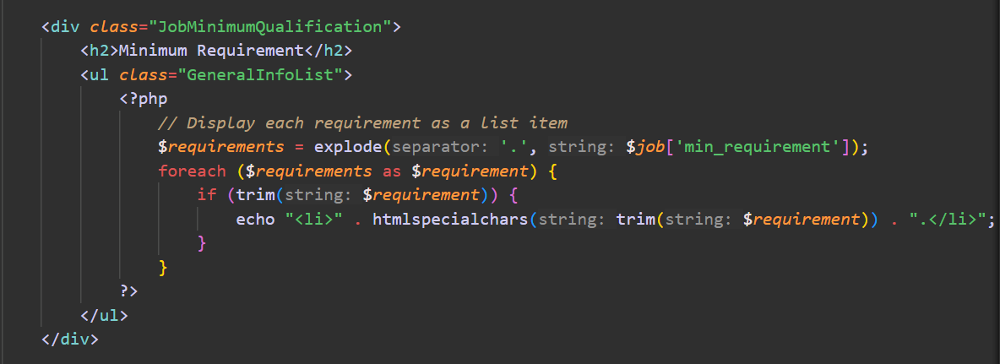 <div class="JobMinimumQualification">
<h2>Minimum Requirement</h2>
<ul class="GeneralInfoList">
<?php
// Display each requirement as a list item
$requirements = explode(separator: '.', string: $job['min_requirement']);
foreach ($requirements as $requirement) {
if (trim(string: $requirement)) {
echo "<li>" . htmlspecialchars(string: trim(string: $requirement)) . ".</li>";
}
}
?>
</ul>
</div>